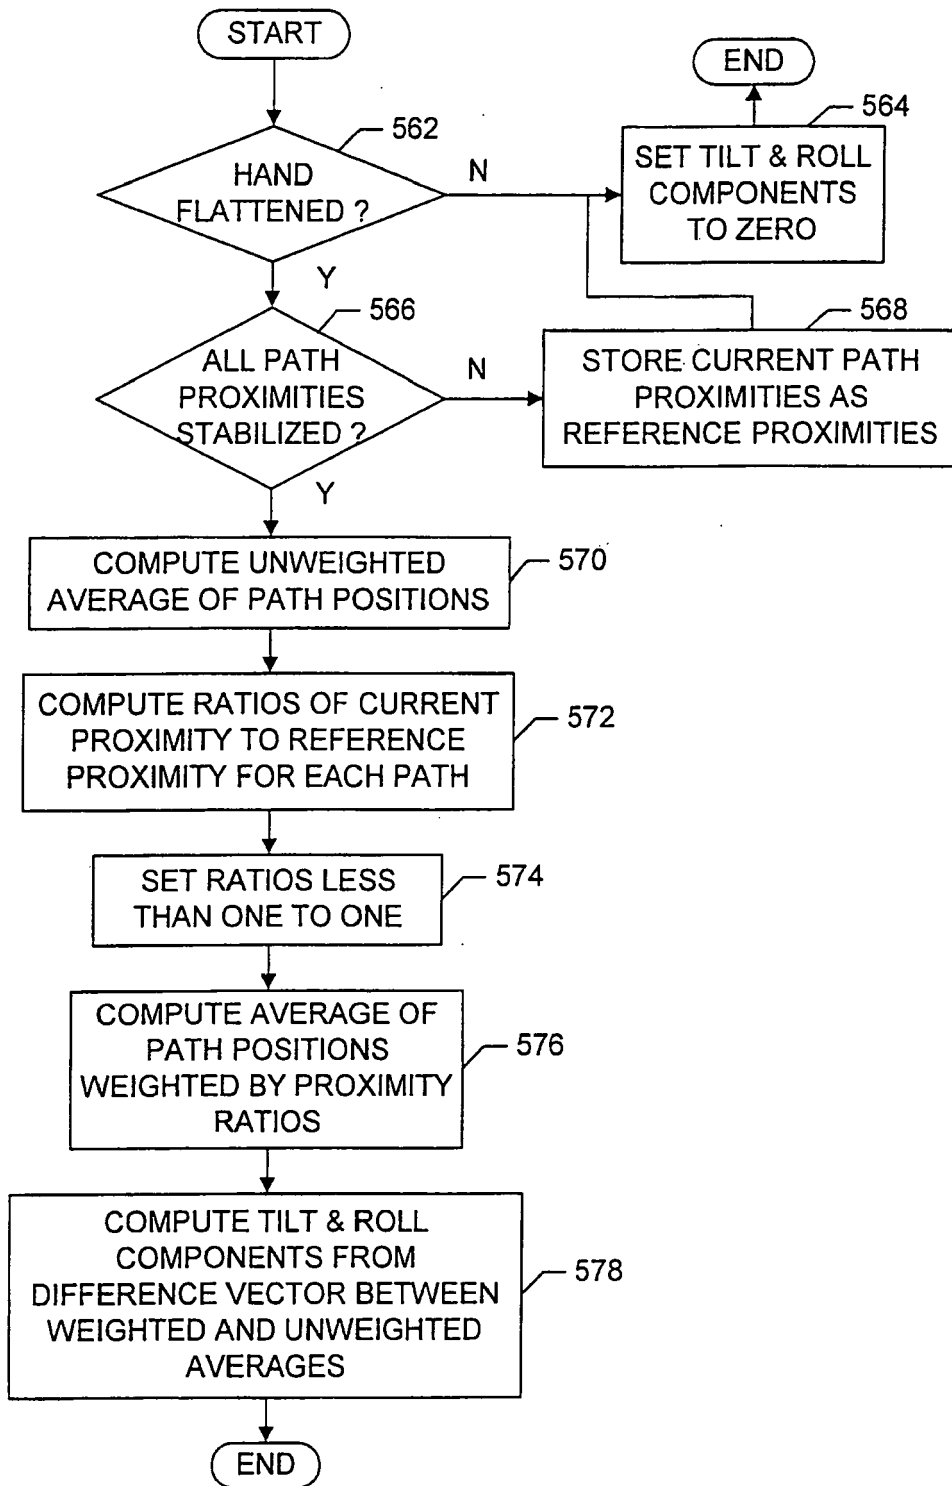 START
END
562
564
HAND
FLATTENED ?
N
SET TILT & ROLL
COMPONENTS
TO ZERO
Y
566
568
ALL PATH
PROXIMITIES
STABILIZED ?
N
STORE CURRENT PATH
PROXIMITIES AS
REFERENCE PROXIMITIES
Y
COMPUTE UNWEIGHTED
AVERAGE OF PATH POSITIONS
570
COMPUTE RATIOS OF CURRENT
PROXIMITY TO REFERENCE
PROXIMITY FOR EACH PATH
572
SET RATIOS LESS
THAN ONE TO ONE
574
COMPUTE AVERAGE OF
PATH POSITIONS
WEIGHTED BY PROXIMITY
RATIOS
576
COMPUTE TILT & ROLL
COMPONENTS FROM
DIFFERENCE VECTOR BETWEEN
WEIGHTED AND UNWEIGHTED
AVERAGES
578
END